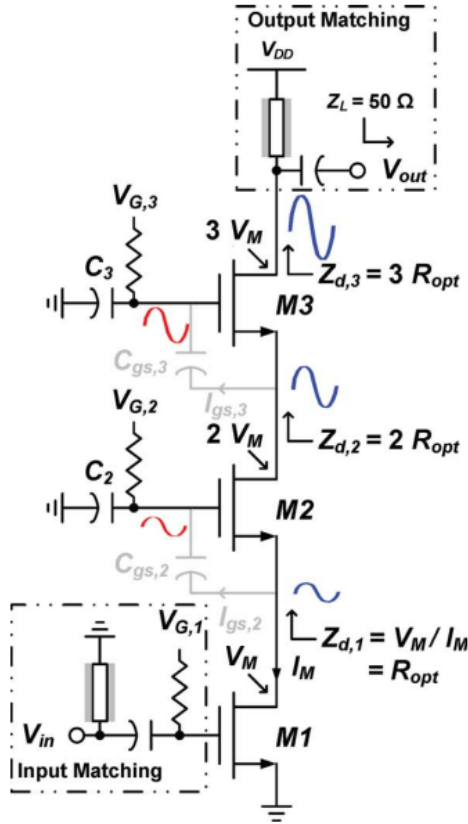 Output Matching
V_DD
Z_L = 50 Ω
V_out
V_G,3
3 V_M
C_3
Z_d,3 = 3 R_opt
M3
C_gs,3
I_gs,3
V_G,2
2 V_M
Z_d,2 = 2 R_opt
C_2
M2
C_gs,2
I_gs,2
V_G,1
V_M
I_M
Z_d,1 = V_M / I_M
= R_opt
V_in
M1
Input Matching